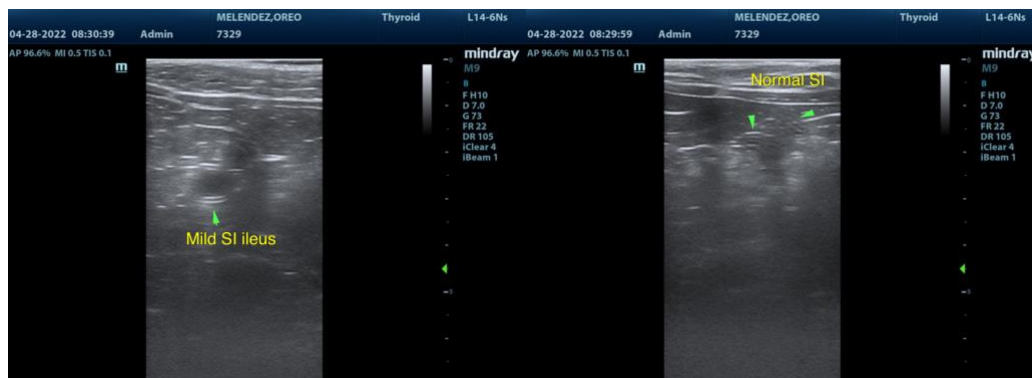 MELENDEZ,OREO Thyroid L14-6Ns
04-28-2022 08:30:39 Admin 7329
AP 96.6% MI 0.5 TIS 0.1
m
mindray
M9
B
F H10
D 7.0
G 73
FR 22
DR 105
iClear 4
iBeam 1
Mild SI ileus
MELENDEZ,OREO Thyroid L14-6Ns
04-28-2022 08:29:59 Admin 7329
AP 96.6% MI 0.5 TIS 0.1
m
mindray
M9
B
F H10
D 7.0
G 73
FR 22
DR 105
iClear 4
iBeam 1
Normal SI